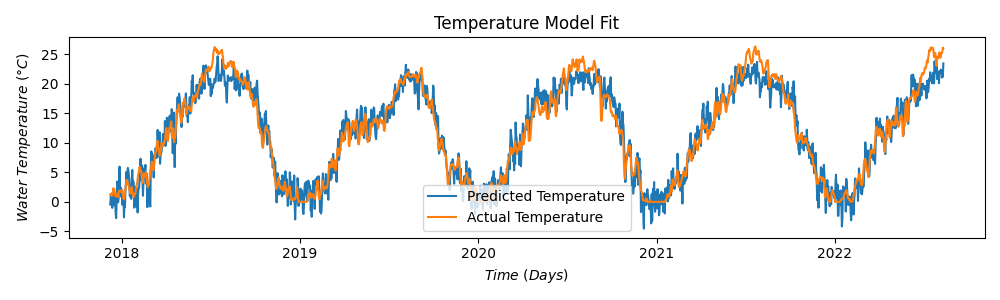 Temperature Model Fit
Water Temperature (°C)
25
20
15
10
5
0
−5
Predicted Temperature
Actual Temperature
2018 2019 2020 2021 2022
Time (Days)